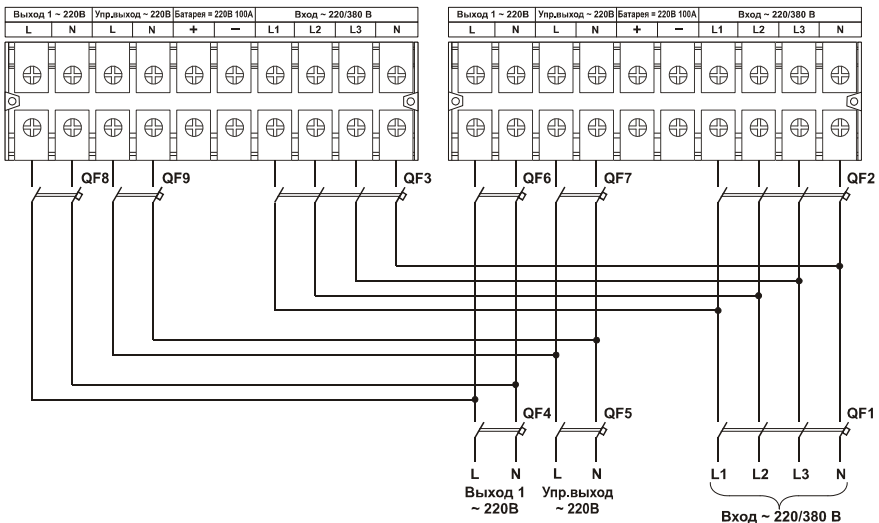 Выход 1 ~ 220В Упр.выход ~ 220В Батарея = 220В 100А Вход ~ 220/380 В
L N L N + − L1 L2 L3 N
Выход 1 ~ 220В Упр.выход ~ 220В Батарея = 220В 100А Вход ~ 220/380 В
L N L N + − L1 L2 L3 N
QF8 QF9 QF3 QF6 QF7 QF2
QF4 QF5 QF1
L N L N L1 L2 L3 N
Выход 1 Упр.выход
~ 220В ~ 220В
Вход ~ 220/380 В